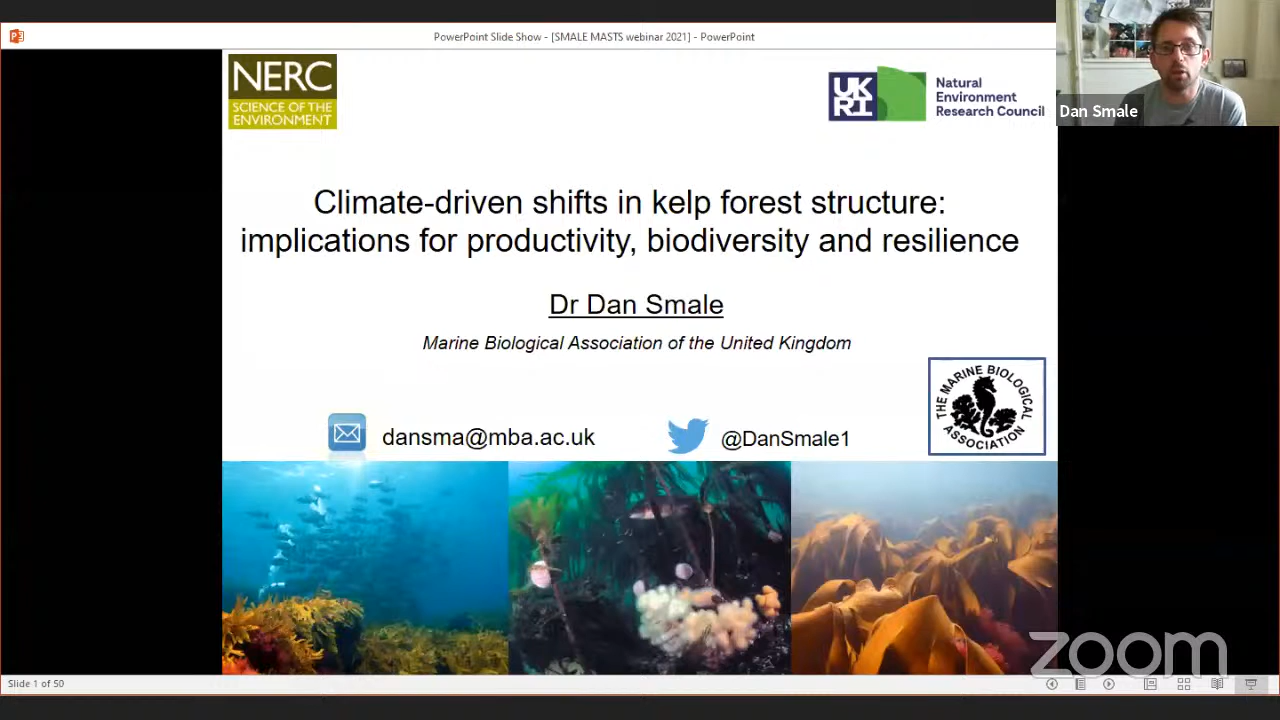 PowerPoint Slide Show - [SMALE MASTS webinar 2021] - PowerPoint
NERC
SCIENCE OF THE
ENVIRONMENT
UK
RI
Natural
Environment
Research Council
Dan Smale
Climate-driven shifts in kelp forest structure:
implications for productivity, biodiversity and resilience
Dr Dan Smale
Marine Biological Association of the United Kingdom
THE MARINE BIOLOGICAL
ASSOCIATION
dansma@mba.ac.uk
@DanSmale1
zoom
Slide 1 of 50